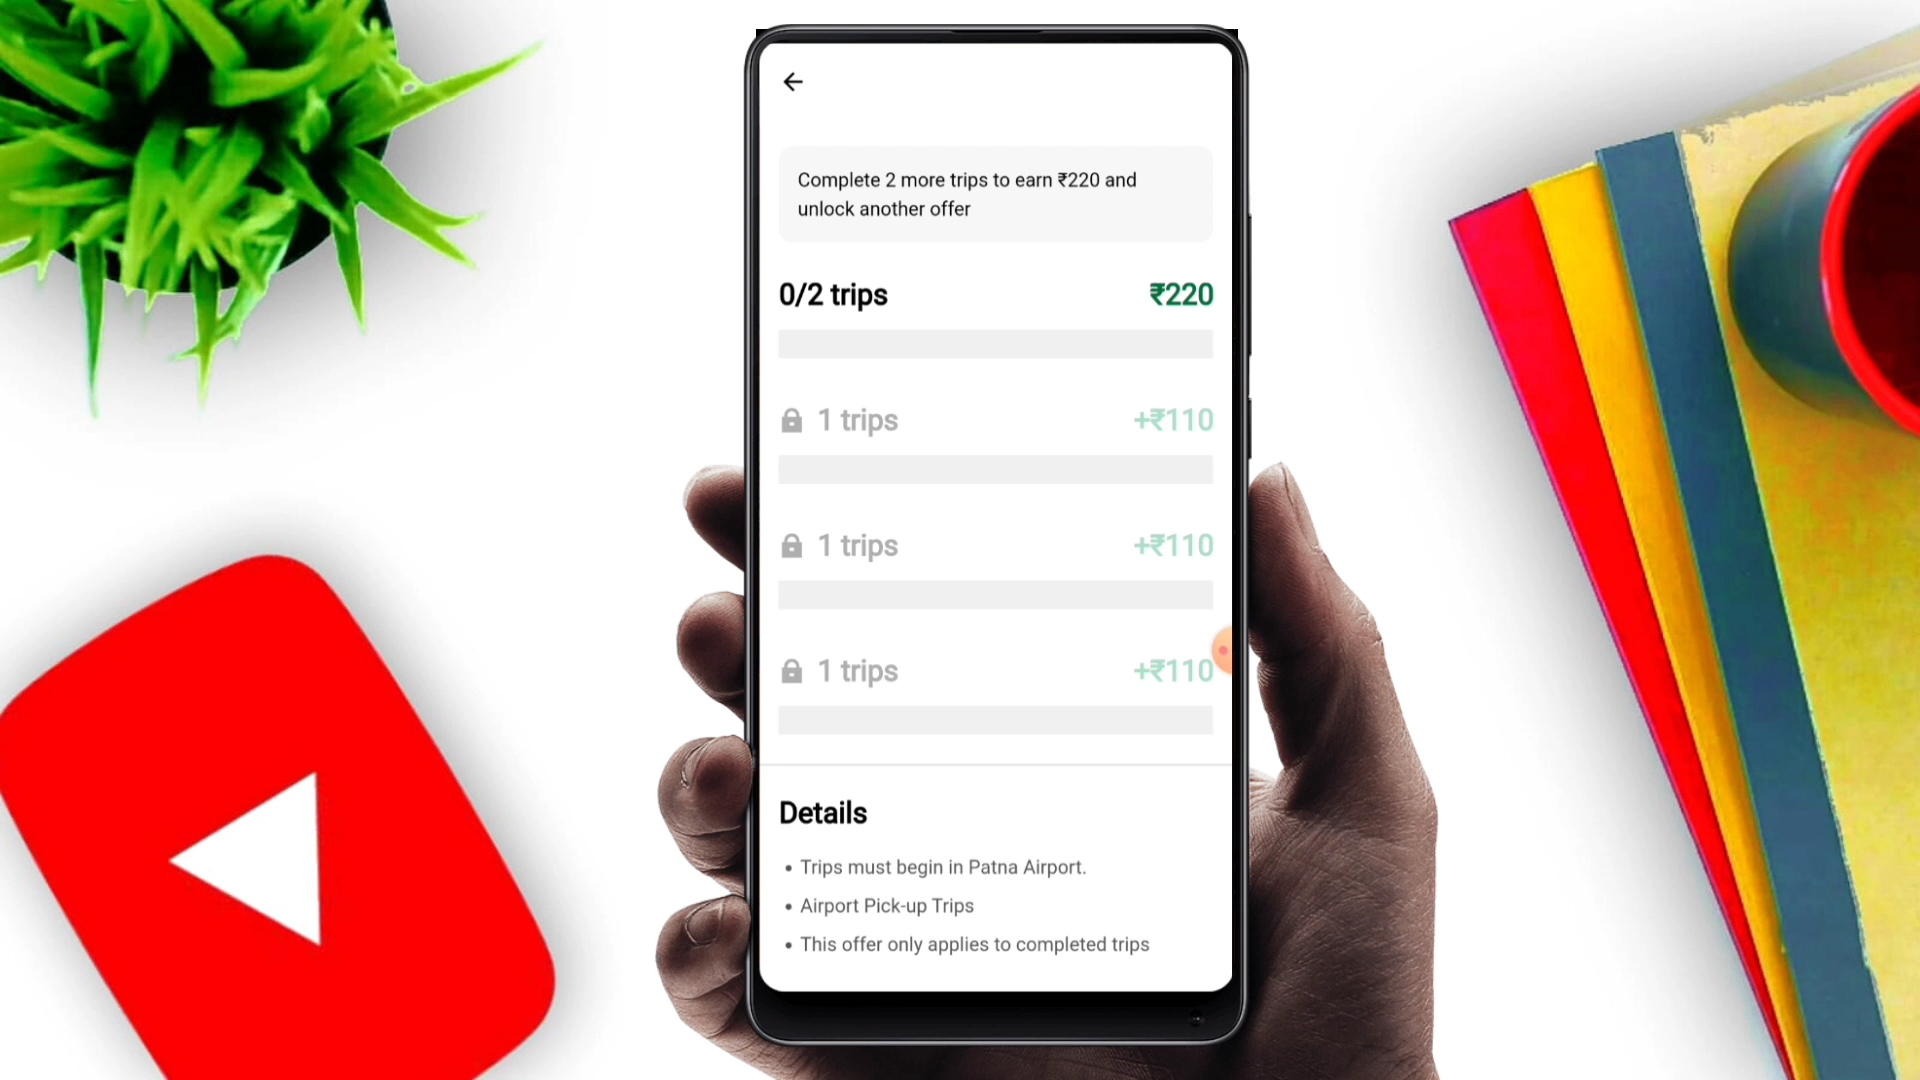 Complete 2 more trips to earn ₹220 and
unlock another offer
0/2 trips ₹220
1 trips +₹110
1 trips +₹110
1 trips +₹110
Details
• Trips must begin in Patna Airport.
• Airport Pick-up Trips
• This offer only applies to completed trips